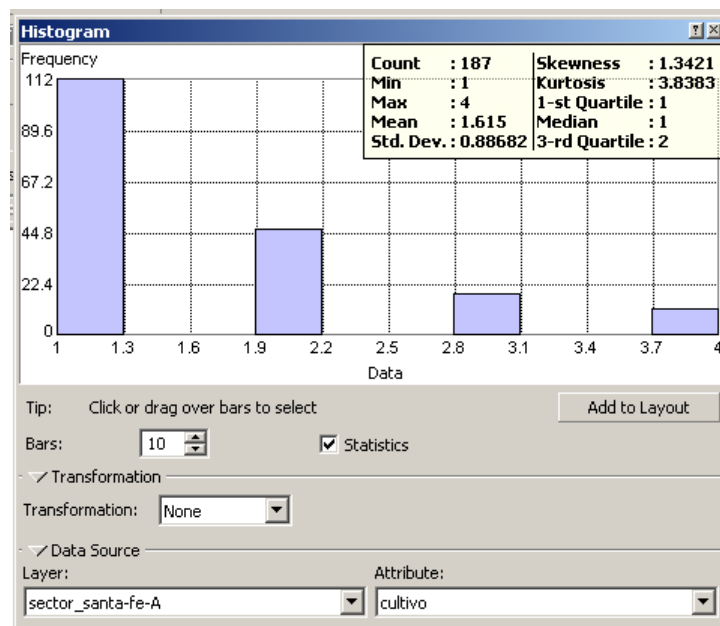 Histogram
Frequency
Count : 187 Skewness : 1.3421
Min : 1 Kurtosis : 3.8383
Max : 4 1-st Quartile : 1
Mean : 1.615 Median : 1
Std. Dev. : 0.88682 3-rd Quartile : 2
112
89.6
67.2
44.8
22.4
0
1 1.3 1.6 1.9 2.2 2.5 2.8 3.1 3.4 3.7 4
Data
Tip: Click or drag over bars to select Add to Layout
Bars: 10 Statistics
Transformation
Transformation: None
Data Source
Layer: Attribute:
sector_santa-fe-A cultivo